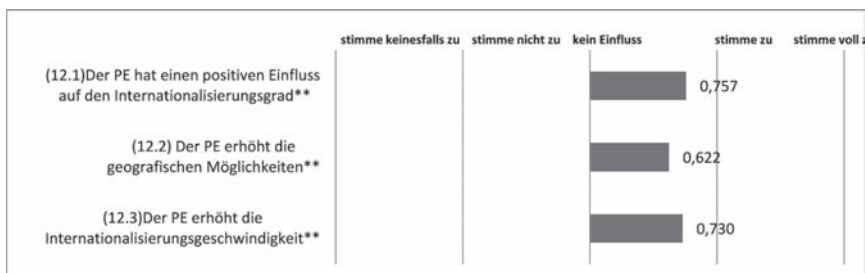 stimme keinesfalls zu stimme nicht zu kein Einfluss stimme zu stimme voll z
(12.1)Der PE hat einen positiven Einfluss
auf den Internationalisierungsgrad**
0,757
(12.2) Der PE erhöht die
geografischen Möglichkeiten**
0,622
(12.3)Der PE erhöht die
Internationalisierungsgeschwindigkeit**
0,730